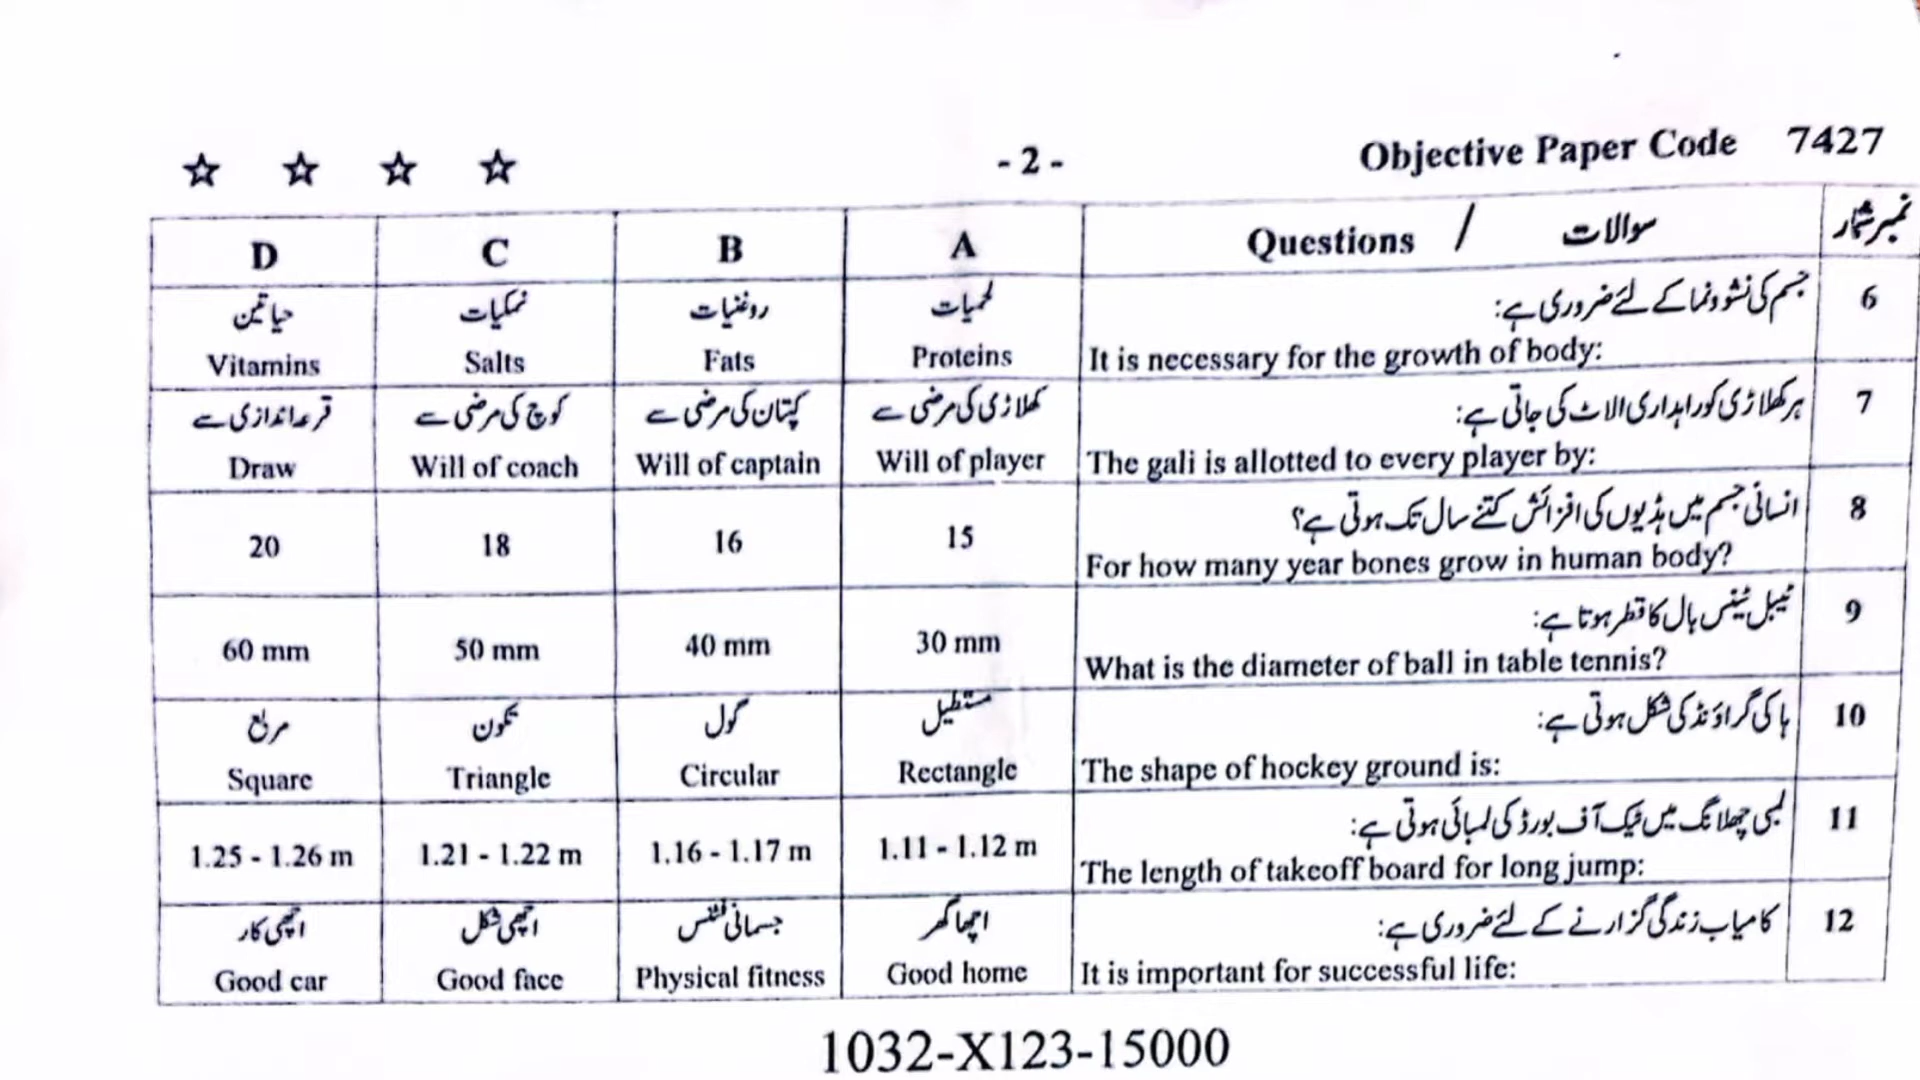 ☆ ☆ ☆ ☆ - 2 - Objective Paper Code 7427
نمبر شمار سوالات / Questions A B C D
6 جسم کی نشوونما کے لئے ضروری ہے: لحمیات روغنیات نمکیات حیاتین
It is necessary for the growth of body: Proteins Fats Salts Vitamins
7 ہر کھلاڑی کو راہداری الاٹ کی جاتی ہے: کھلاڑی کی مرضی سے کپتان کی مرضی سے کوچ کی مرضی سے قرعہ اندازی سے
The gali is allotted to every player by: Will of player Will of captain Will of coach Draw
8 انسانی جسم میں ہڈیوں کی افزائش کتنے سال تک ہوتی ہے؟
For how many year bones grow in human body? 15 16 18 20
9 ٹیبل ٹینس بال کا قطر ہوتا ہے:
What is the diameter of ball in table tennis? 30 mm 40 mm 50 mm 60 mm
10 ہاکی گراؤنڈ کی شکل ہوتی ہے: مستطیل گول تکون مربع
The shape of hockey ground is: Rectangle Circular Triangle Square
11 لمبی چھلانگ میں ٹیک آف بورڈ کی لمبائی ہوتی ہے:
The length of takeoff board for long jump: 1.11 - 1.12 m 1.16 - 1.17 m 1.21 - 1.22 m 1.25 - 1.26 m
12 کامیاب زندگی گزارنے کے لئے ضروری ہے: اچھا گھر جسمانی فٹنس اچھی شکل اچھی کار
It is important for successful life: Good home Physical fitness Good face Good car
1032-X123-15000